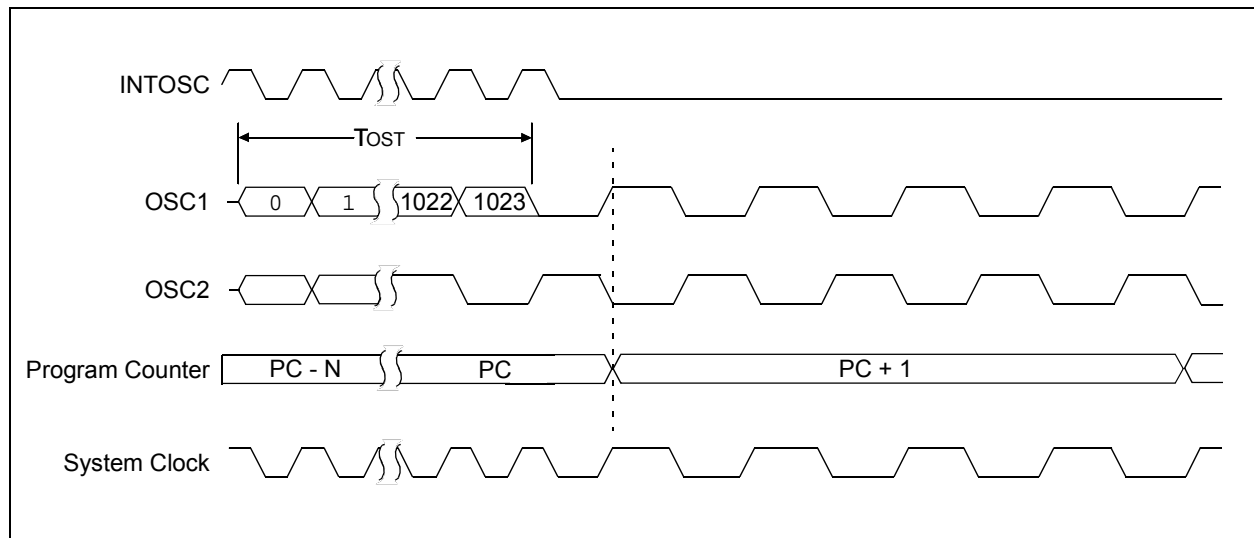 INTOSC
TOST
OSC1 0 1 1022 1023
OSC2
Program Counter PC - N PC PC + 1
System Clock